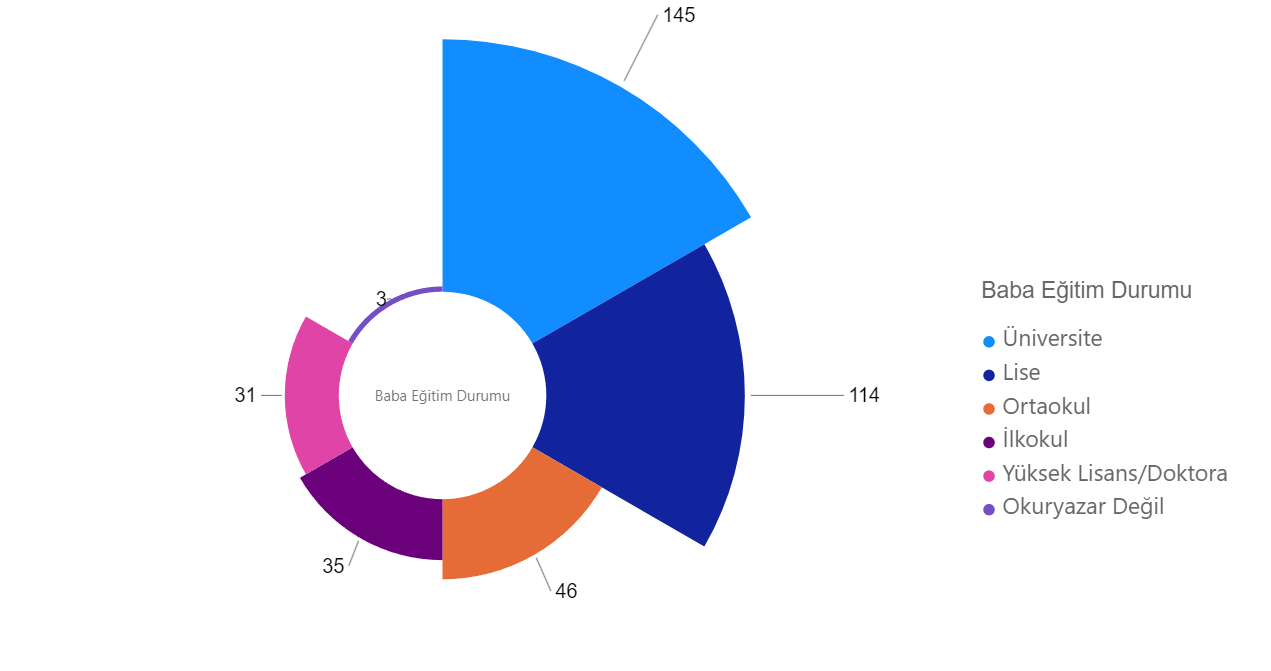 145
3
114
31
Baba Eğitim Durumu
35
46
Baba Eğitim Durumu
Üniversite
Lise
Ortaokul
İlkokul
Yüksek Lisans/Doktora
Okuryazar Değil